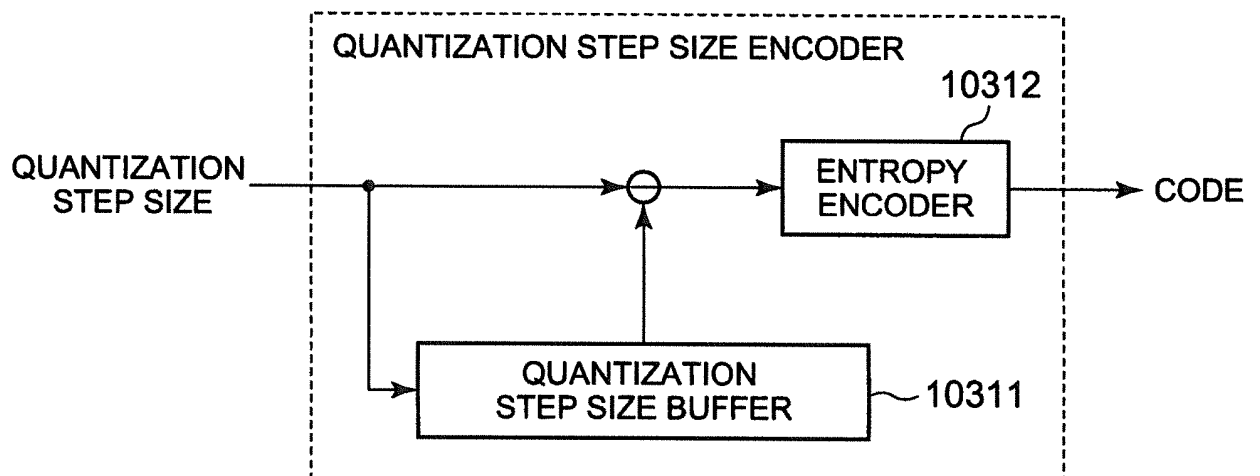 QUANTIZATION STEP SIZE ENCODER
10312
QUANTIZATION
STEP SIZE
ENTROPY
ENCODER
CODE
QUANTIZATION
STEP SIZE BUFFER
10311